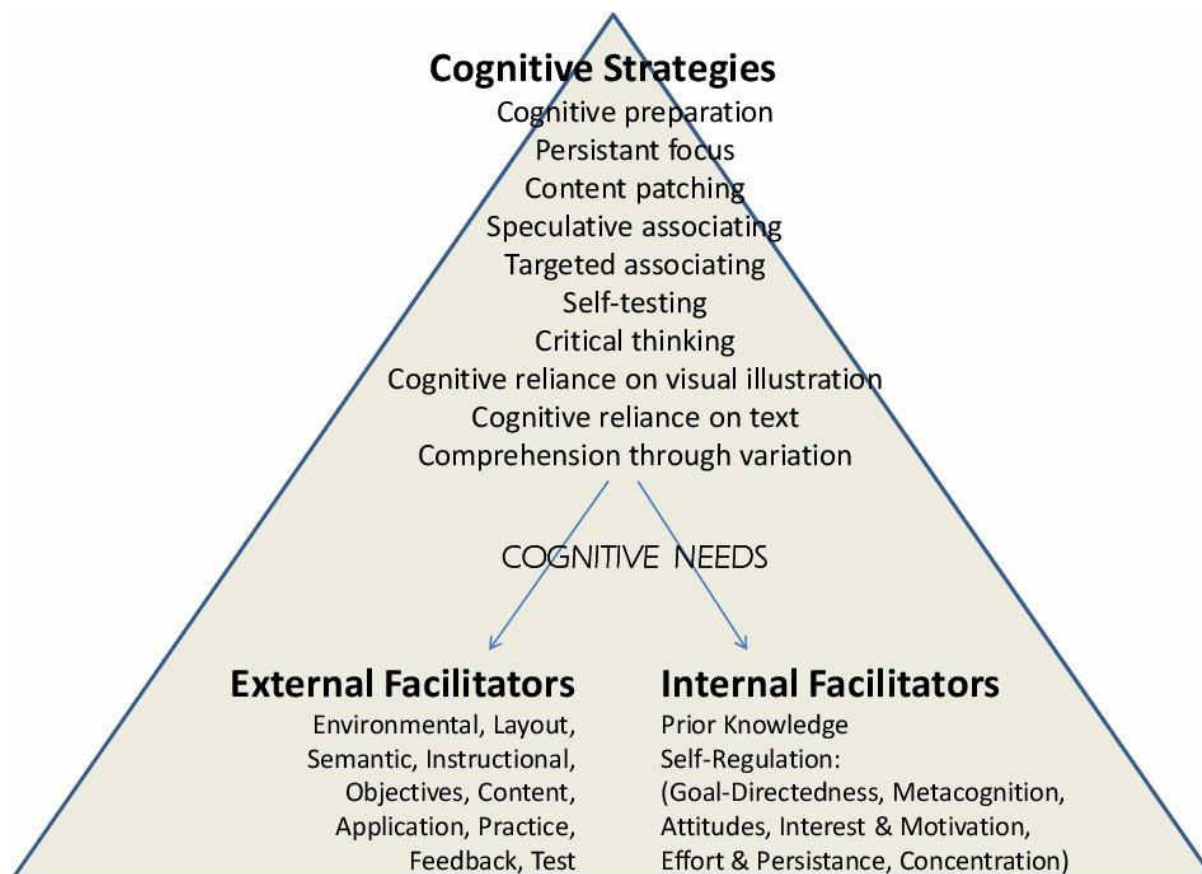 Cognitive Strategies
Cognitive preparation
Persistant focus
Content patching
Speculative associating
Targeted associating
Self-testing
Critical thinking
Cognitive reliance on visual illustration
Cognitive reliance on text
Comprehension through variation
COGNITIVE NEEDS
External Facilitators
Environmental, Layout,
Semantic, Instructional,
Objectives, Content,
Application, Practice,
Feedback, Test
Internal Facilitators
Prior Knowledge
Self-Regulation:
(Goal-Directedness, Metacognition,
Attitudes, Interest & Motivation,
Effort & Persistance, Concentration)